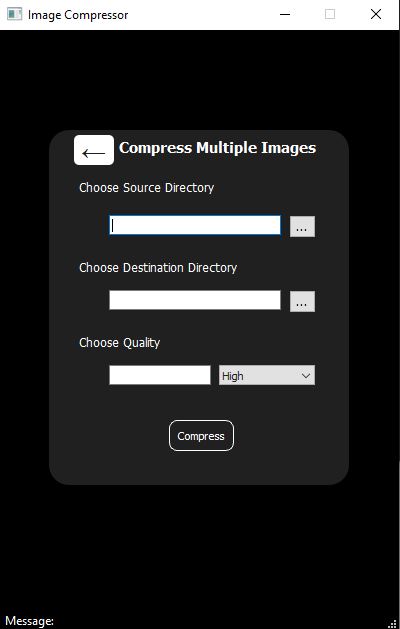 Image Compressor
← Compress Multiple Images
Choose Source Directory
...
Choose Destination Directory
...
Choose Quality
High
Compress
Message: